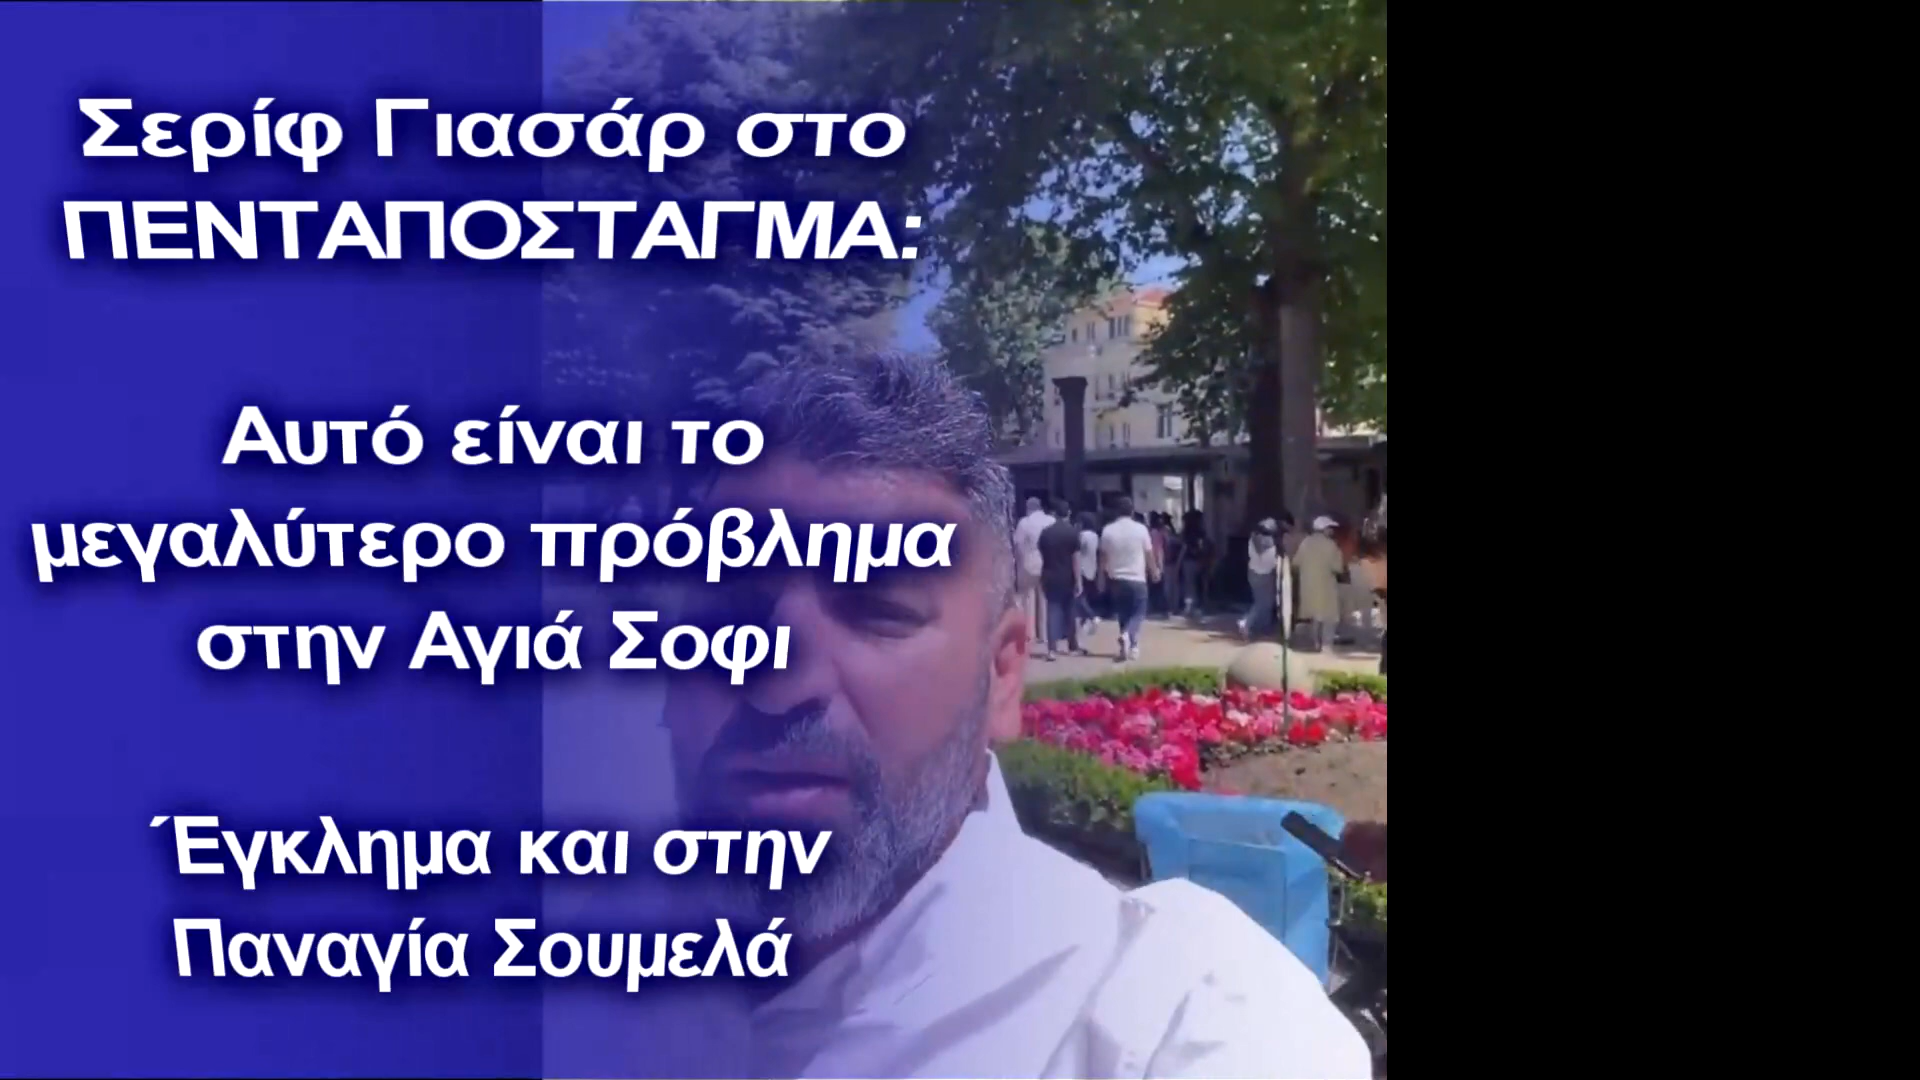 Σερίφ Γιασάρ στο
ΠΕΝΤΑΠΟΣΤΑΓΜΑ:
Αυτό είναι το
μεγαλύτερο πρόβλημα
στην Αγιά Σοφι
Έγκλημα και στην
Παναγία Σουμελά